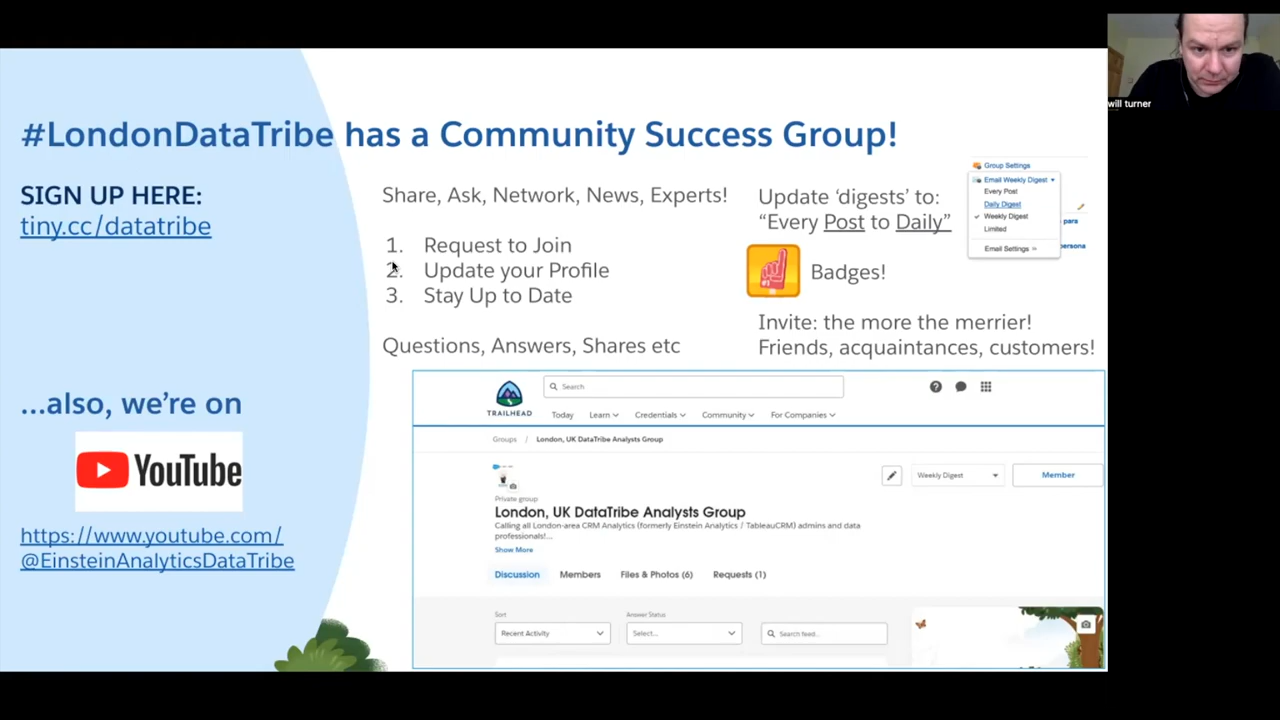 #LondonDataTribe has a Community Success Group!
SIGN UP HERE:
tiny.cc/datatribe
...also, we're on
YouTube
https://www.youtube.com/
@EinsteinAnalyticsDataTribe
Share, Ask, Network, News, Experts!
1. Request to Join
2. Update your Profile
3. Stay Up to Date
Questions, Answers, Shares etc
Update 'digests' to:
"Every Post to Daily"
Badges!
Invite: the more the merrier!
Friends, acquaintances, customers!
Group Settings
Email Weekly Digest
Every Post
Daily Digest
Weekly Digest
Limited
Email Settings »
para
persona
will turner
TRAILHEAD
Search
Today Learn Credentials Community For Companies
Groups / London, UK DataTribe Analysts Group
Private group
London, UK DataTribe Analysts Group
Calling all London-area CRM Analytics (formerly Einstein Analytics / TableauCRM) admins and data
professionals!...
Show More
Weekly Digest
Member
Discussion Members Files & Photos (6) Requests (1)
Sort
Recent Activity
Answer Status
Select...
Search feed...